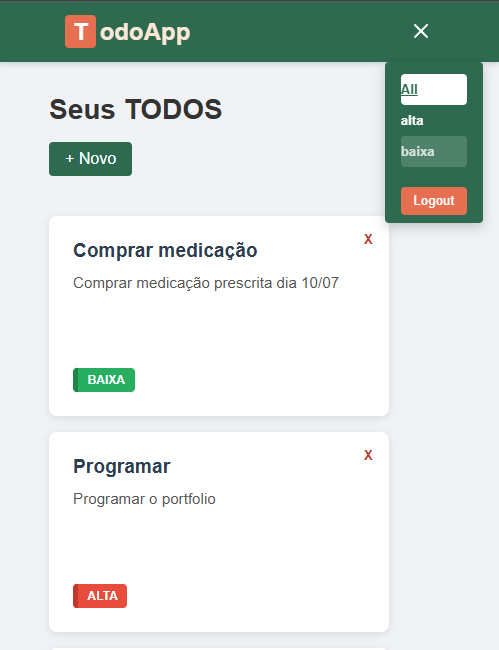 TodoApp
All
alta
baixa
Logout
Seus TODOS
+ Novo
Comprar medicação
X
Comprar medicação prescrita dia 10/07
BAIXA
Programar
X
Programar o portfolio
ALTA